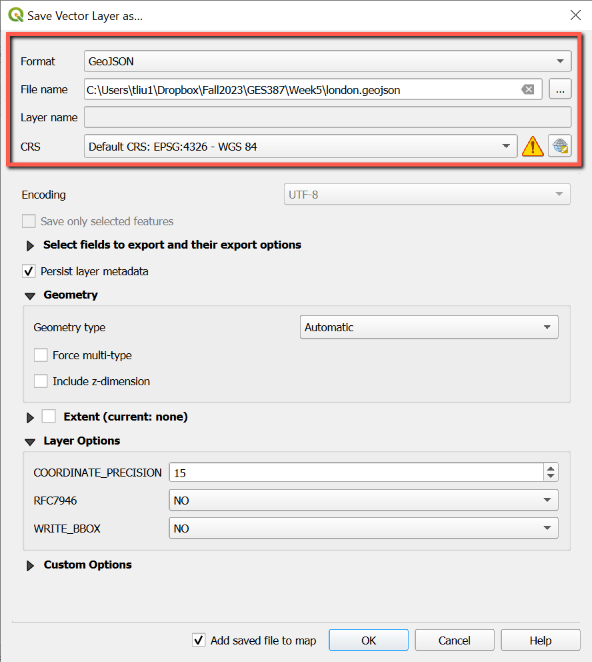 Save Vector Layer as...
Format GeoJSON
File name C:\Users\tliu1\Dropbox\Fall2023\GES387\Week5\london.geojson ...
Layer name
CRS Default CRS: EPSG:4326 - WGS 84
Encoding UTF-8
Save only selected features
Select fields to export and their export options
Persist layer metadata
Geometry
Geometry type Automatic
Force multi-type
Include z-dimension
Extent (current: none)
Layer Options
COORDINATE_PRECISION 15
RFC7946 NO
WRITE_BBOX NO
Custom Options
Add saved file to map OK Cancel Help